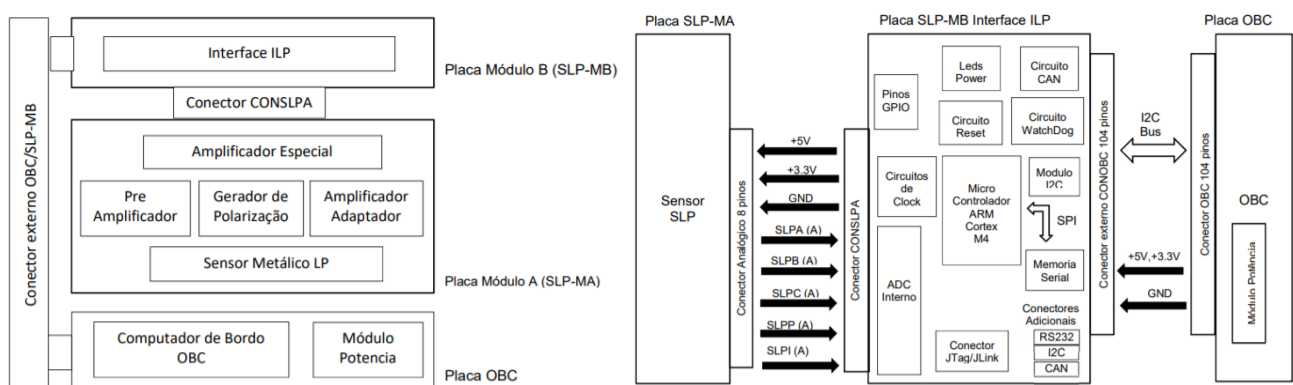 Conector externo OBC/SLP-MB
Interface ILP
Placa Módulo B (SLP-MB)
Conector CONSLPA
Amplificador Especial
Pre
Amplificador
Gerador de
Polarização
Amplificador
Adaptador
Sensor Metálico LP
Placa Módulo A (SLP-MA)
Computador de Bordo
OBC
Módulo
Potencia
Placa OBC
Placa SLP-MA
Sensor
SLP
Conector Analógico 8 pinos
+5V
+3.3V
GND
SLPA (A)
SLPB (A)
SLPC (A)
SLPP (A)
SLPI (A)
Conector CONSLPA
Placa SLP-MB Interface ILP
Pinos
GPIO
Leds
Power
Circuito
CAN
Circuito
Reset
Circuito
WatchDog
Circuitos
de
Clock
Micro
Controlador
ARM
Cortex
M4
Modulo
I2C
SPI
Memoria
Serial
ADC
Interno
Conector
JTag/JLink
Conectores
Adicionais
RS232
I2C
CAN
Conector externo CONOBC 104 pinos
I2C
Bus
+5V,+3.3V
GND
Conector OBC 104 pinos
Placa OBC
OBC
Módulo Potência